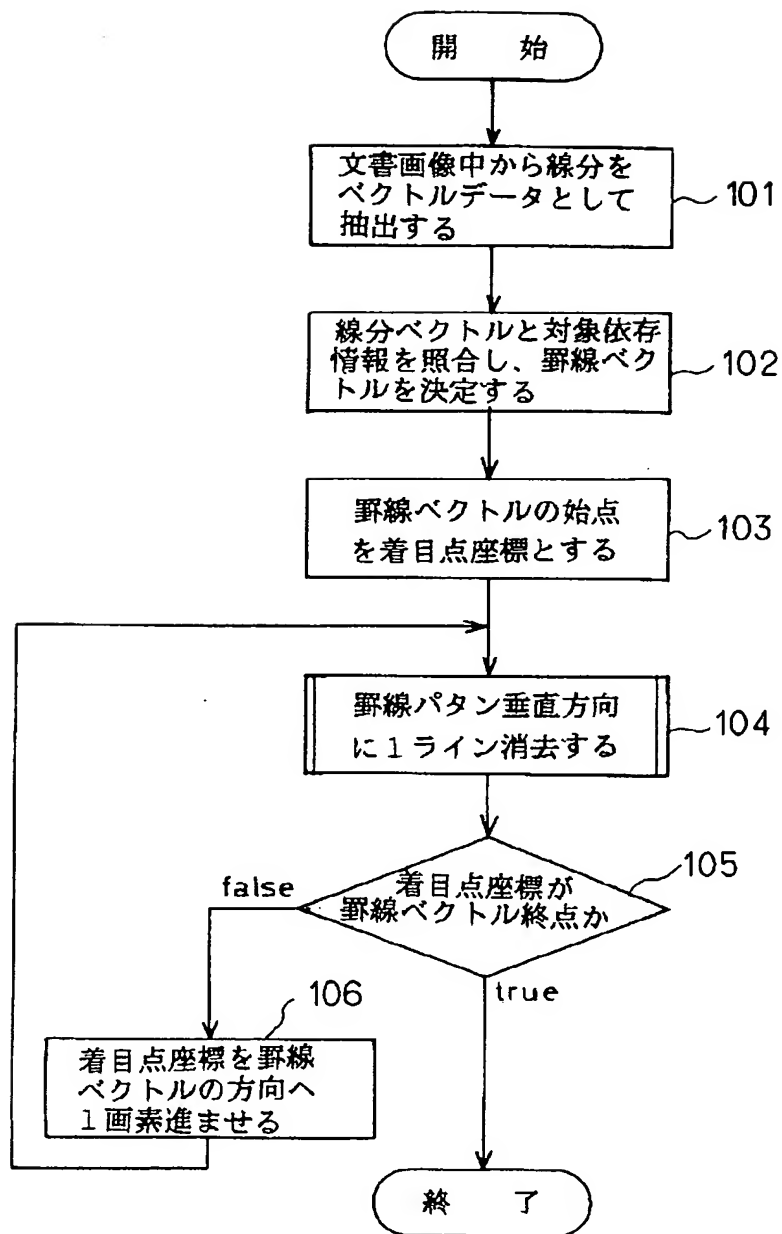 開 始
文書画像中から線分を
ベクトルデータとして
抽出する
101
線分ベクトルと対象依存
情報を照合し、罫線ベク
トルを決定する
102
罫線ベクトルの始点
を着目点座標とする
103
罫線パタン垂直方向
に1ライン消去する
104
着目点座標が
罫線ベクトル終点か
105
false
true
106
着目点座標を罫線
ベクトルの方向へ
1画素進ませる
終 了